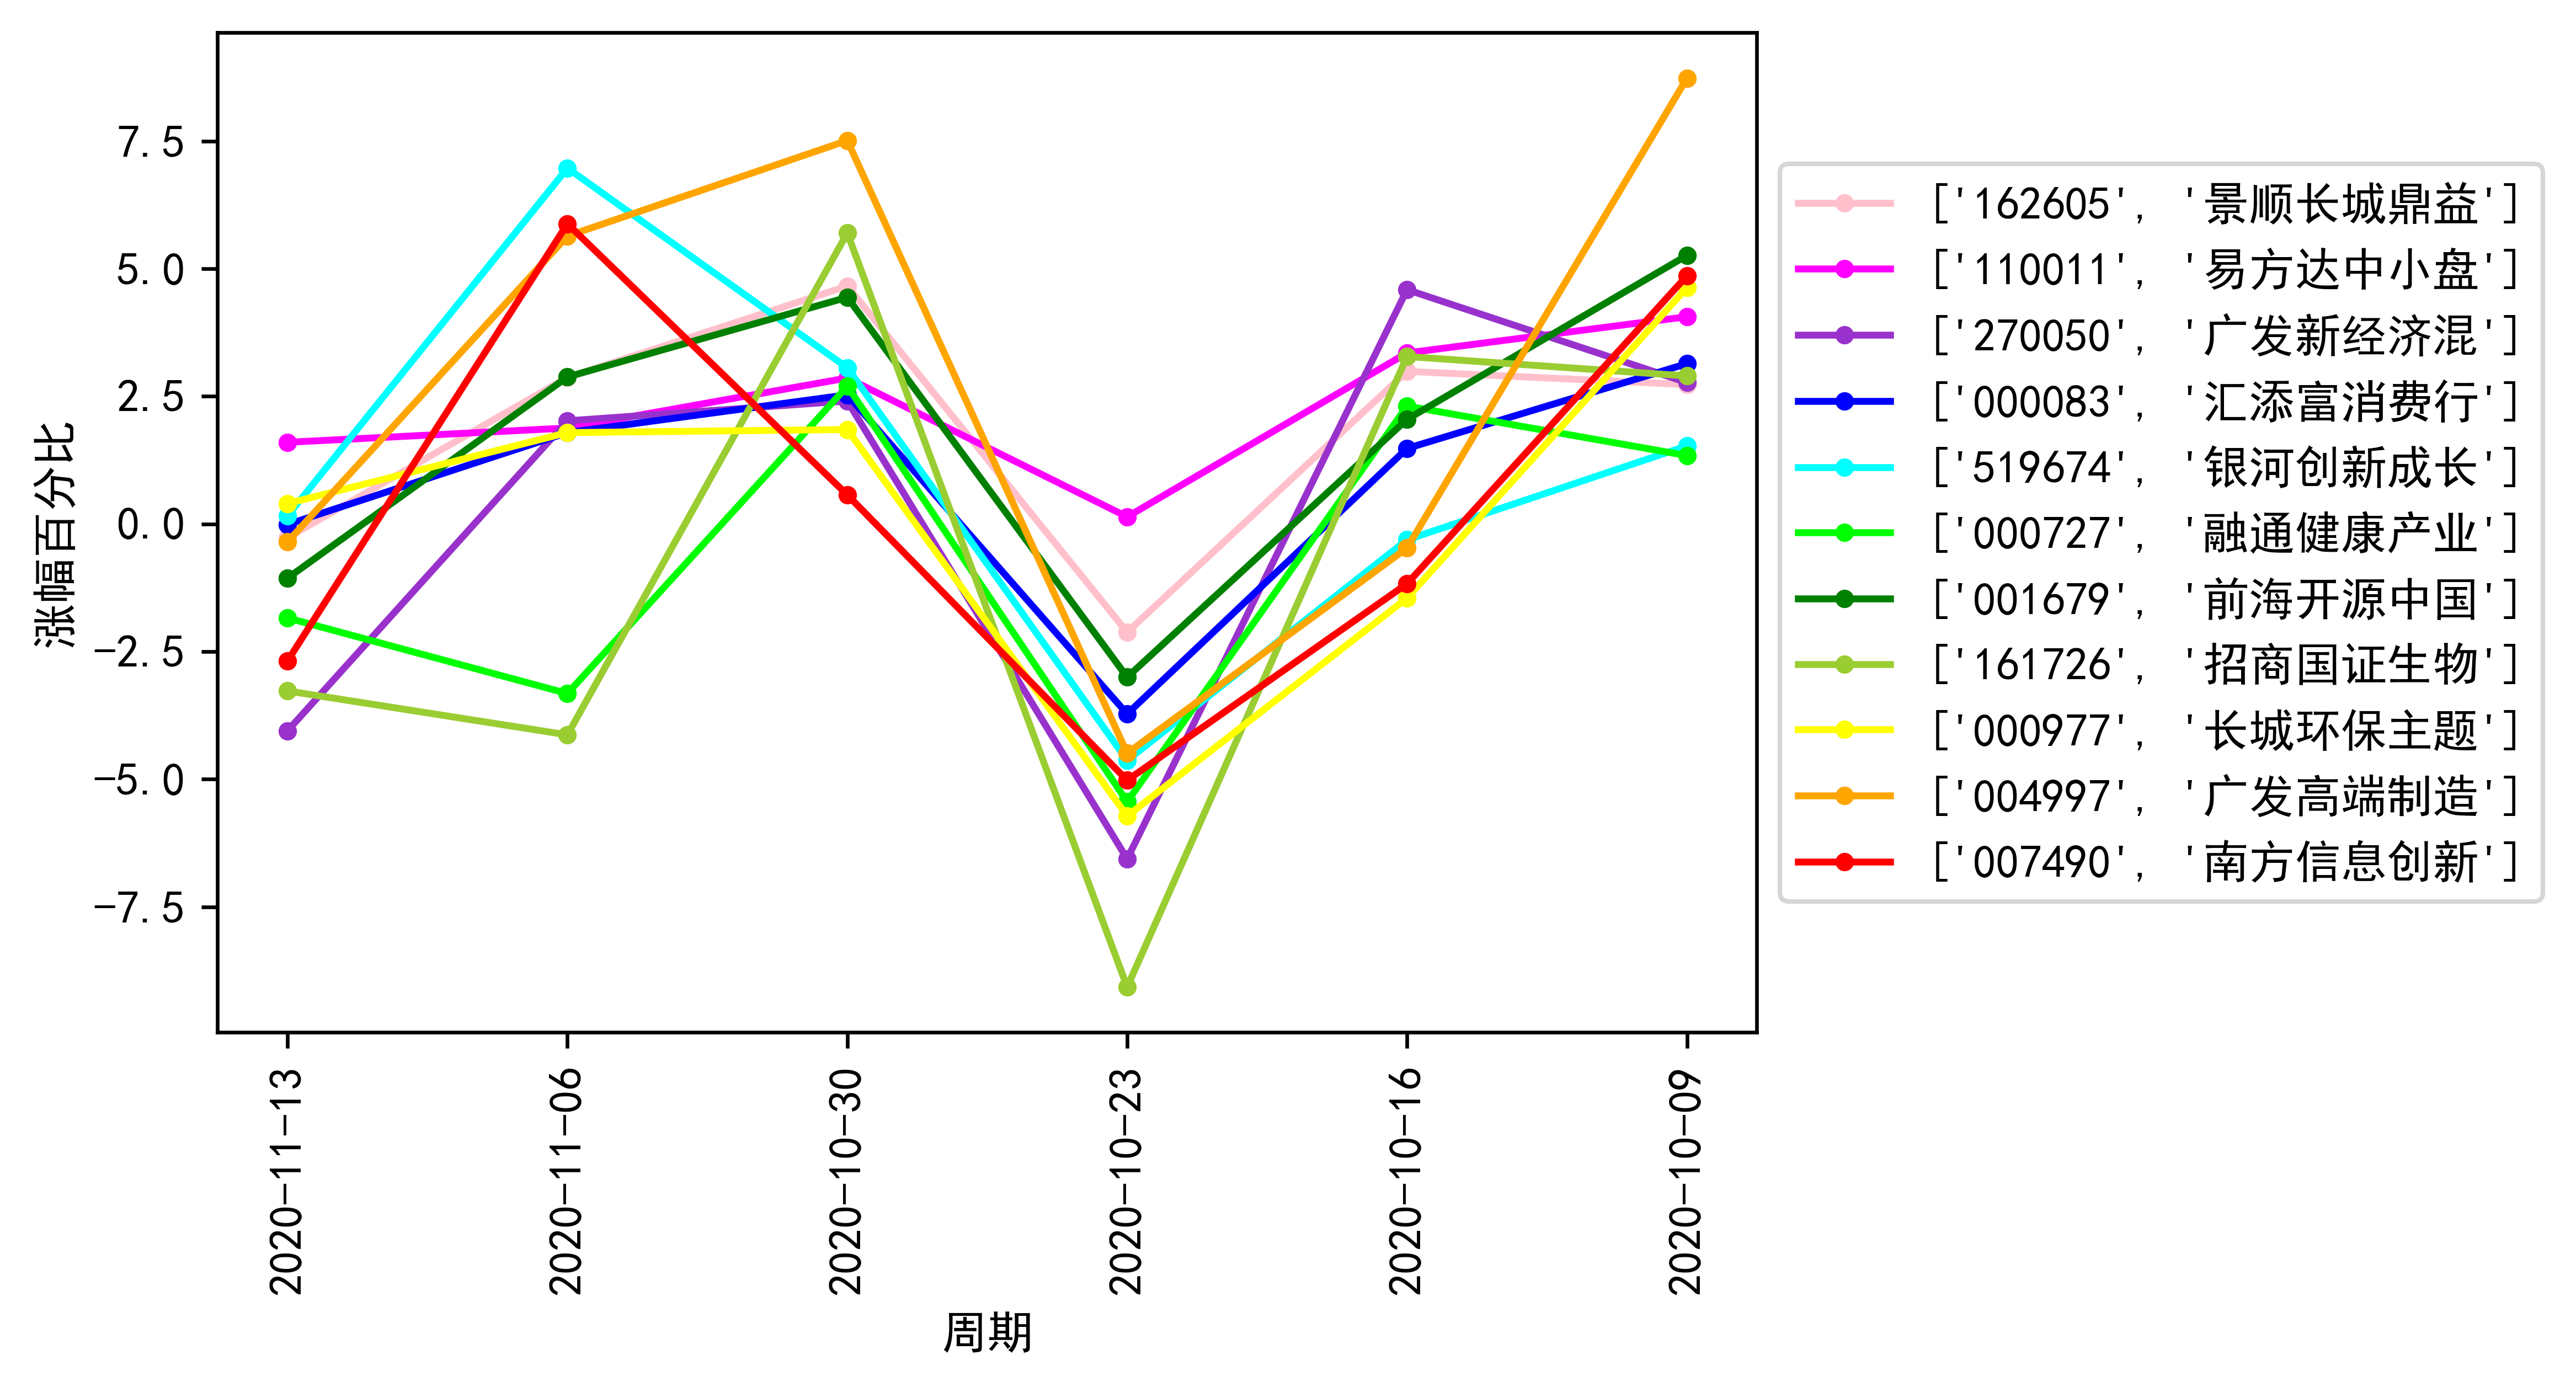 涨幅百分比
7.5
5.0
2.5
0.0
-2.5
-5.0
-7.5
2020-11-13
2020-11-06
2020-10-30
2020-10-23
2020-10-16
2020-10-09
周期
['162605', '景顺长城鼎益']
['110011', '易方达中小盘']
['270050', '广发新经济混']
['000083', '汇添富消费行']
['519674', '银河创新成长']
['000727', '融通健康产业']
['001679', '前海开源中国']
['161726', '招商国证生物']
['000977', '长城环保主题']
['004997', '广发高端制造']
['007490', '南方信息创新']